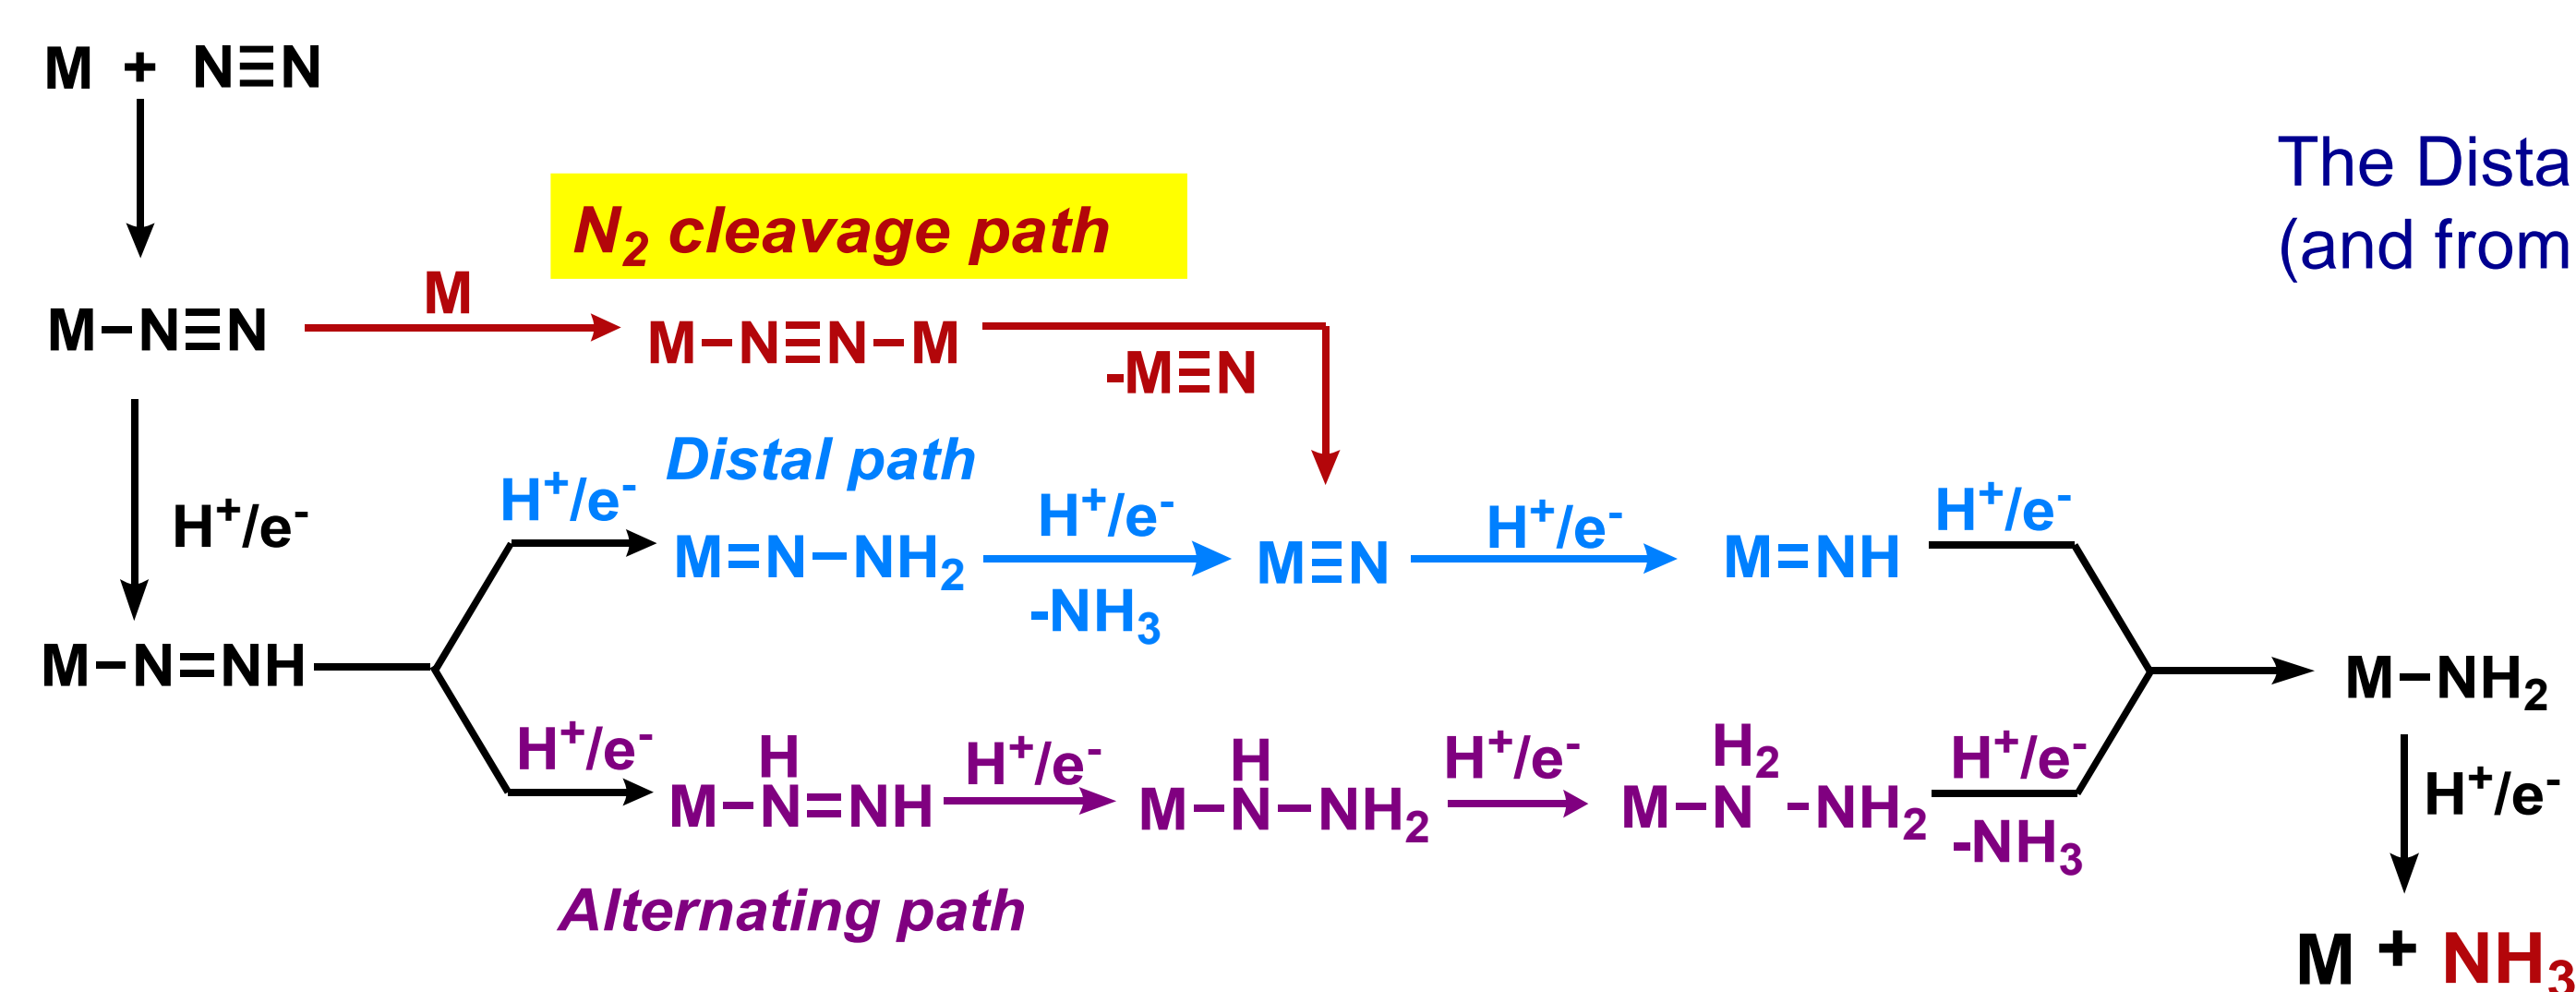 M + N≡N
The Dista
(and from
N₂ cleavage path
M
M–N≡N
M–N≡N–M
-M≡N
Distal path
H⁺/e⁻
H⁺/e⁻
H⁺/e⁻
H⁺/e⁻
H⁺/e⁻
M=N–NH₂
M≡N
M=NH
-NH₃
M–N=NH
M–NH₂
H⁺/e⁻
H
H⁺/e⁻
H
H⁺/e⁻
H₂
H⁺/e⁻
M–N=NH
M–N–NH₂
M–N -NH₂
H⁺/e⁻
-NH₃
Alternating path
M + NH₃